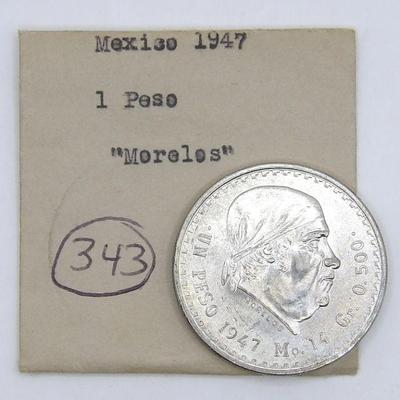 Mexico 1947
1 Peso
"Morelos"
343
UN PESO 1947 Mo. 14 Gr. 0.500.